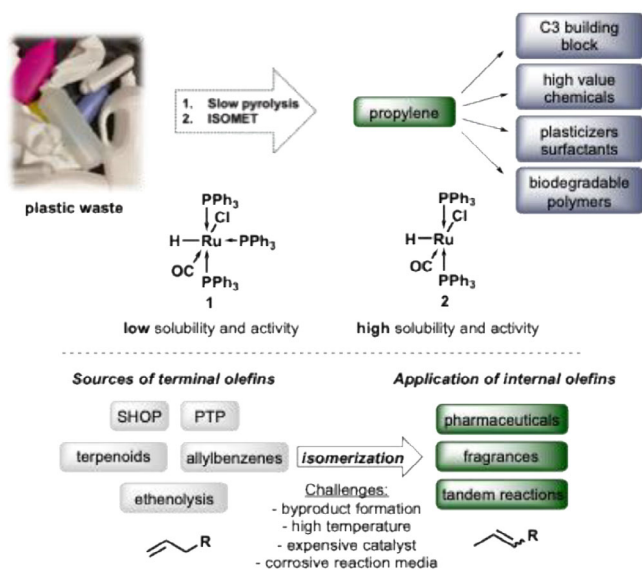 C3 building
block
1. Slow pyrolysis
2. ISOMET
propylene
high value
chemicals
plasticizers
surfactants
biodegradable
polymers
plastic waste
PPh3
Cl
H
Ru
PPh3
OC
PPh3
1
low solubility and activity
PPh3
Cl
H
Ru
OC
PPh3
2
high solubility and activity
Sources of terminal olefins
SHOP
PTP
terpenoids
allylbenzenes
ethenolysis
R
isomerization
Challenges:
- byproduct formation
- high temperature
- expensive catalyst
- corrosive reaction media
Application of internal olefins
pharmaceuticals
fragrances
tandem reactions
R